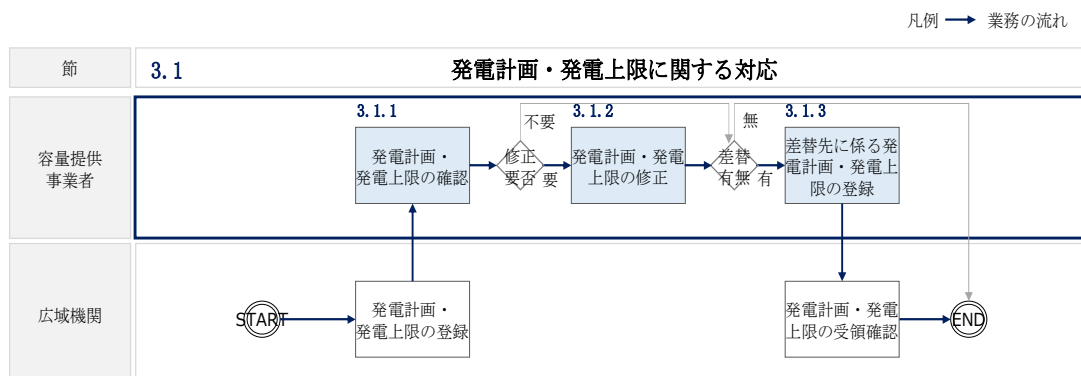 凡例 業務の流れ
節
3.1 発電計画・発電上限に関する対応
容量提供
事業者
3.1.1
発電計画・
発電上限の確認
修正
要否
不要
要
3.1.2
発電計画・発電
上限の修正
差替
有無
無
有
3.1.3
差替先に係る発
電計画・発電上
限の登録
広域機関
START
発電計画・
発電上限の登録
発電計画・発電
上限の受領確認
END